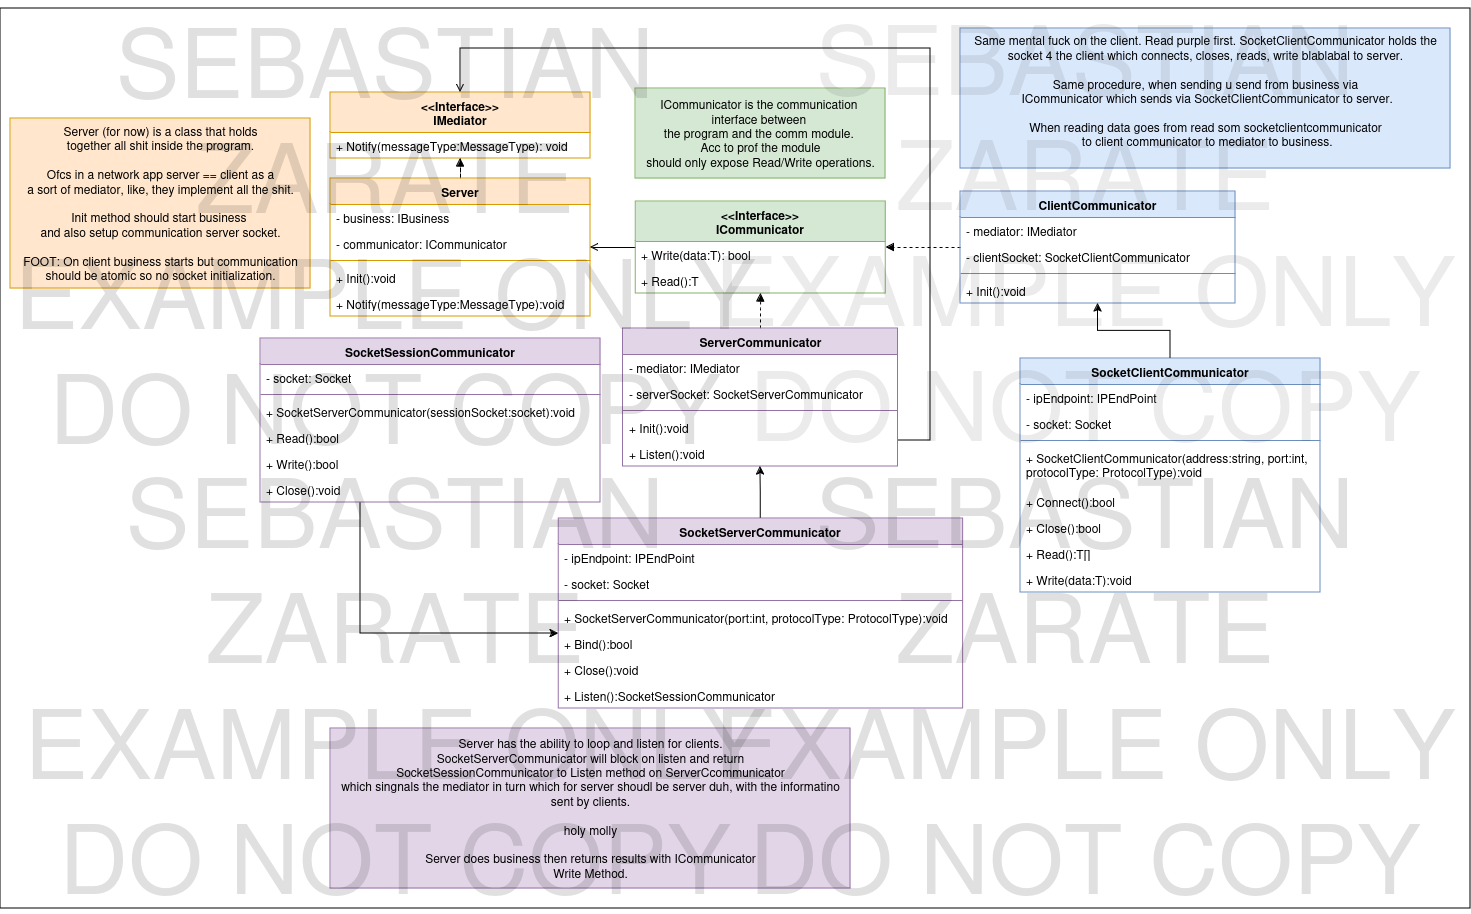 SEBASTIAN
ZARATE
EXAMPLE ONLY
DO NOT COPY
SEBASTIAN
ZARATE
EXAMPLE ONLY
DO NOT COPY
SEBASTIAN
ZARATE
EXAMPLE ONLY
DO NOT COPY
SEBASTIAN
ZARATE
EXAMPLE ONLY
DO NOT COPY
Server (for now) is a class that holds
together all shit inside the program.
Ofcs in a network app server == client as a
a sort of mediator, like, they implement all the shit.
Init method should start business
and also setup communication server socket.
FOOT: On client business starts but communication
should be atomic so no socket initialization.
<<Interface>>
IMediator
+ Notify(messageType:MessageType): void
Server
- business: IBusiness
- communicator: ICommunicator
+ Init():void
+ Notify(messageType:MessageType):void
ICommunicator is the communication
interface between
the program and the comm module.
Acc to prof the module
should only expose Read/Write operations.
<<Interface>>
ICommunicator
+ Write(data:T): bool
+ Read():T
Same mental fuck on the client. Read purple first. SocketClientCommunicator holds the
socket 4 the client which connects, closes, reads, write blablabal to server.
Same procedure, when sending u send from business via
ICommunicator which sends via SocketClientCommunicator to server.
When reading data goes from read som socketclientcommunicator
to client communicator to mediator to business.
ClientCommunicator
- mediator: IMediator
- clientSocket: SocketClientCommunicator
+ Init():void
SocketSessionCommunicator
- socket: Socket
+ SocketServerCommunicator(sessionSocket:socket):void
+ Read():bool
+ Write():bool
+ Close():void
ServerCommunicator
- mediator: IMediator
- serverSocket: SocketServerCommunicator
+ Init():void
+ Listen():void
SocketClientCommunicator
- ipEndpoint: IPEndPoint
- socket: Socket
+ SocketClientCommunicator(address:string, port:int,
protocolType: ProtocolType):void
+ Connect():bool
+ Close():bool
+ Read():T[]
+ Write(data:T):void
SocketServerCommunicator
- ipEndpoint: IPEndPoint
- socket: Socket
+ SocketServerCommunicator(port:int, protocolType: ProtocolType):void
+ Bind():bool
+ Close():void
+ Listen():SocketSessionCommunicator
Server has the ability to loop and listen for clients.
SocketServerCommunicator will block on listen and return
SocketSessionCommunicator to Listen method on ServerCcommunicator
which singnals the mediator in turn which for server shoudl be server duh, with the informatino
sent by clients.
holy molly
Server does business then returns results with ICommunicator
Write Method.